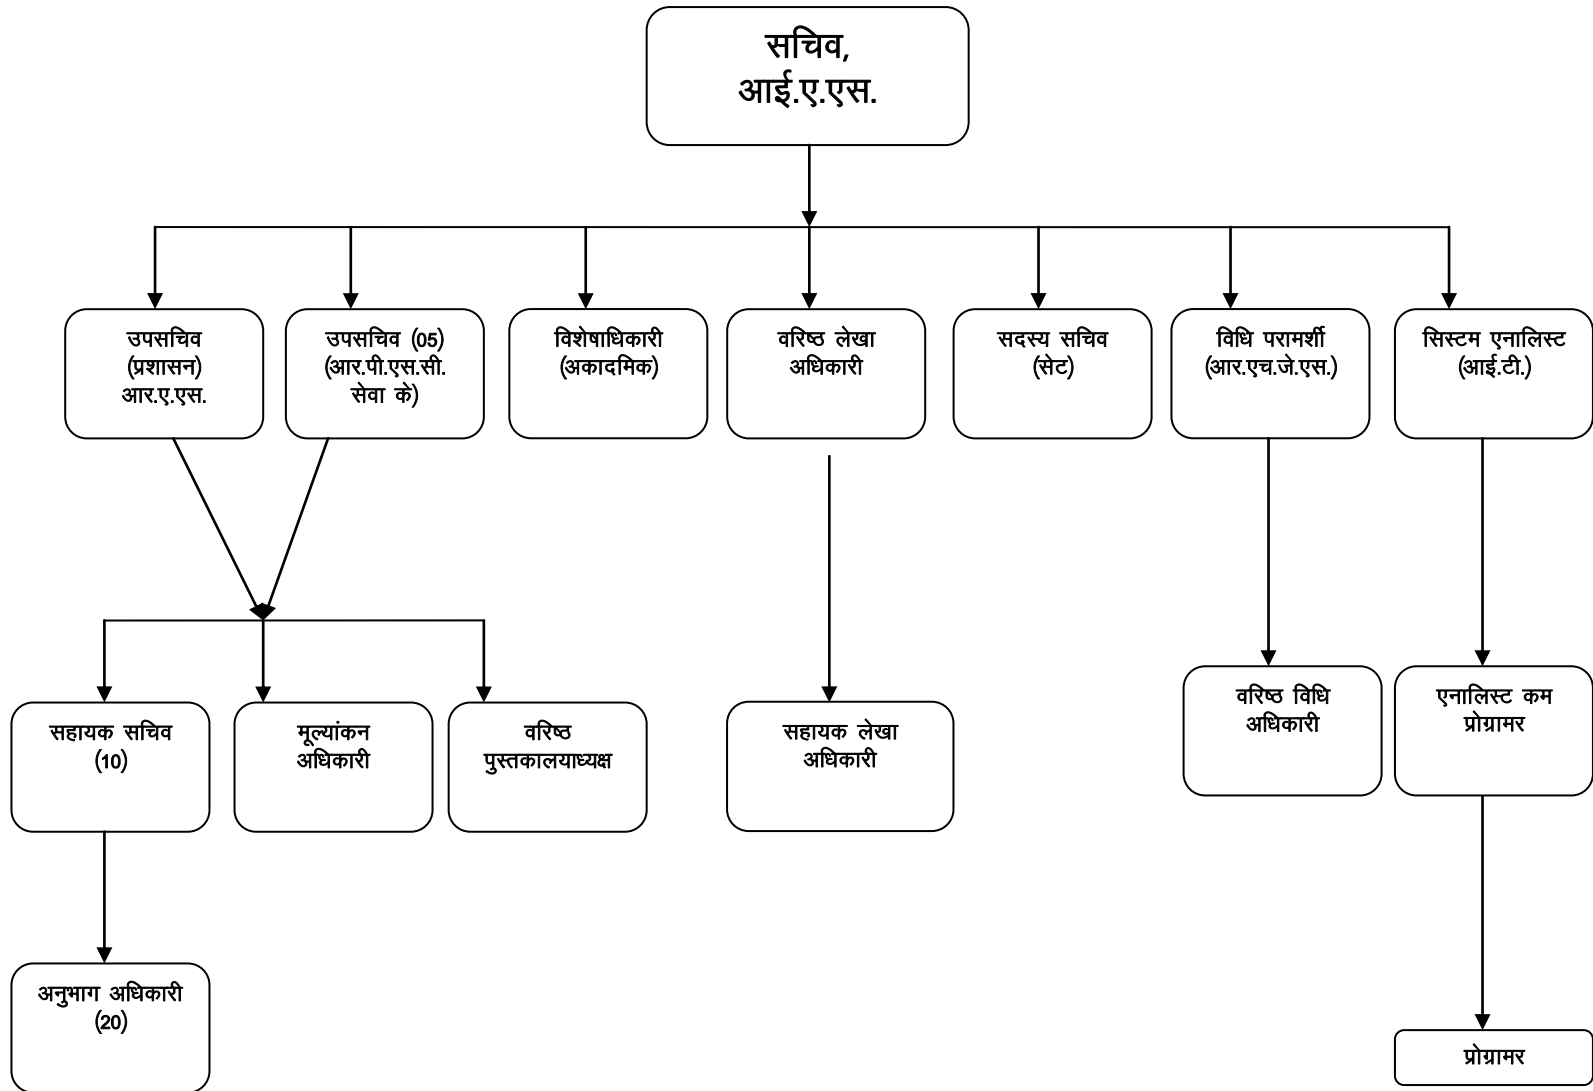 सचिव,
आई.ए.एस.
उपसचिव
(प्रशासन)
आर.ए.एस.
उपसचिव (05)
(आर.पी.एस.सी.
सेवा के)
विशेषाधिकारी
(अकादमिक)
वरिष्ठ लेखा
अधिकारी
सदस्य सचिव
(सेट)
विधि परामर्शी
(आर.एच.जे.एस.)
सिस्टम एनालिस्ट
(आई.टी.)
सहायक सचिव
(10)
मूल्यांकन
अधिकारी
वरिष्ठ
पुस्तकालयाध्यक्ष
सहायक लेखा
अधिकारी
वरिष्ठ विधि
अधिकारी
एनालिस्ट कम
प्रोग्रामर
अनुभाग अधिकारी
(20)
प्रोग्रामर